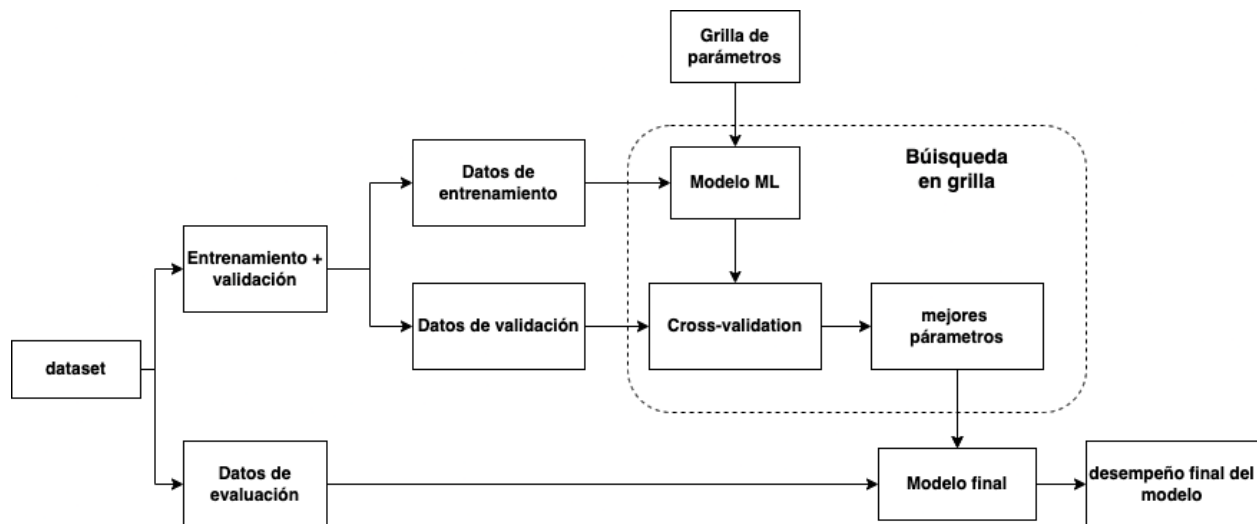 Grilla de
parámetros
Datos de
entrenamiento
Modelo ML
Búisqueda
en grilla
Entrenamiento +
validación
Datos de validación
Cross-validation
mejores
párametros
dataset
Datos de
evaluación
Modelo final
desempeño final del
modelo